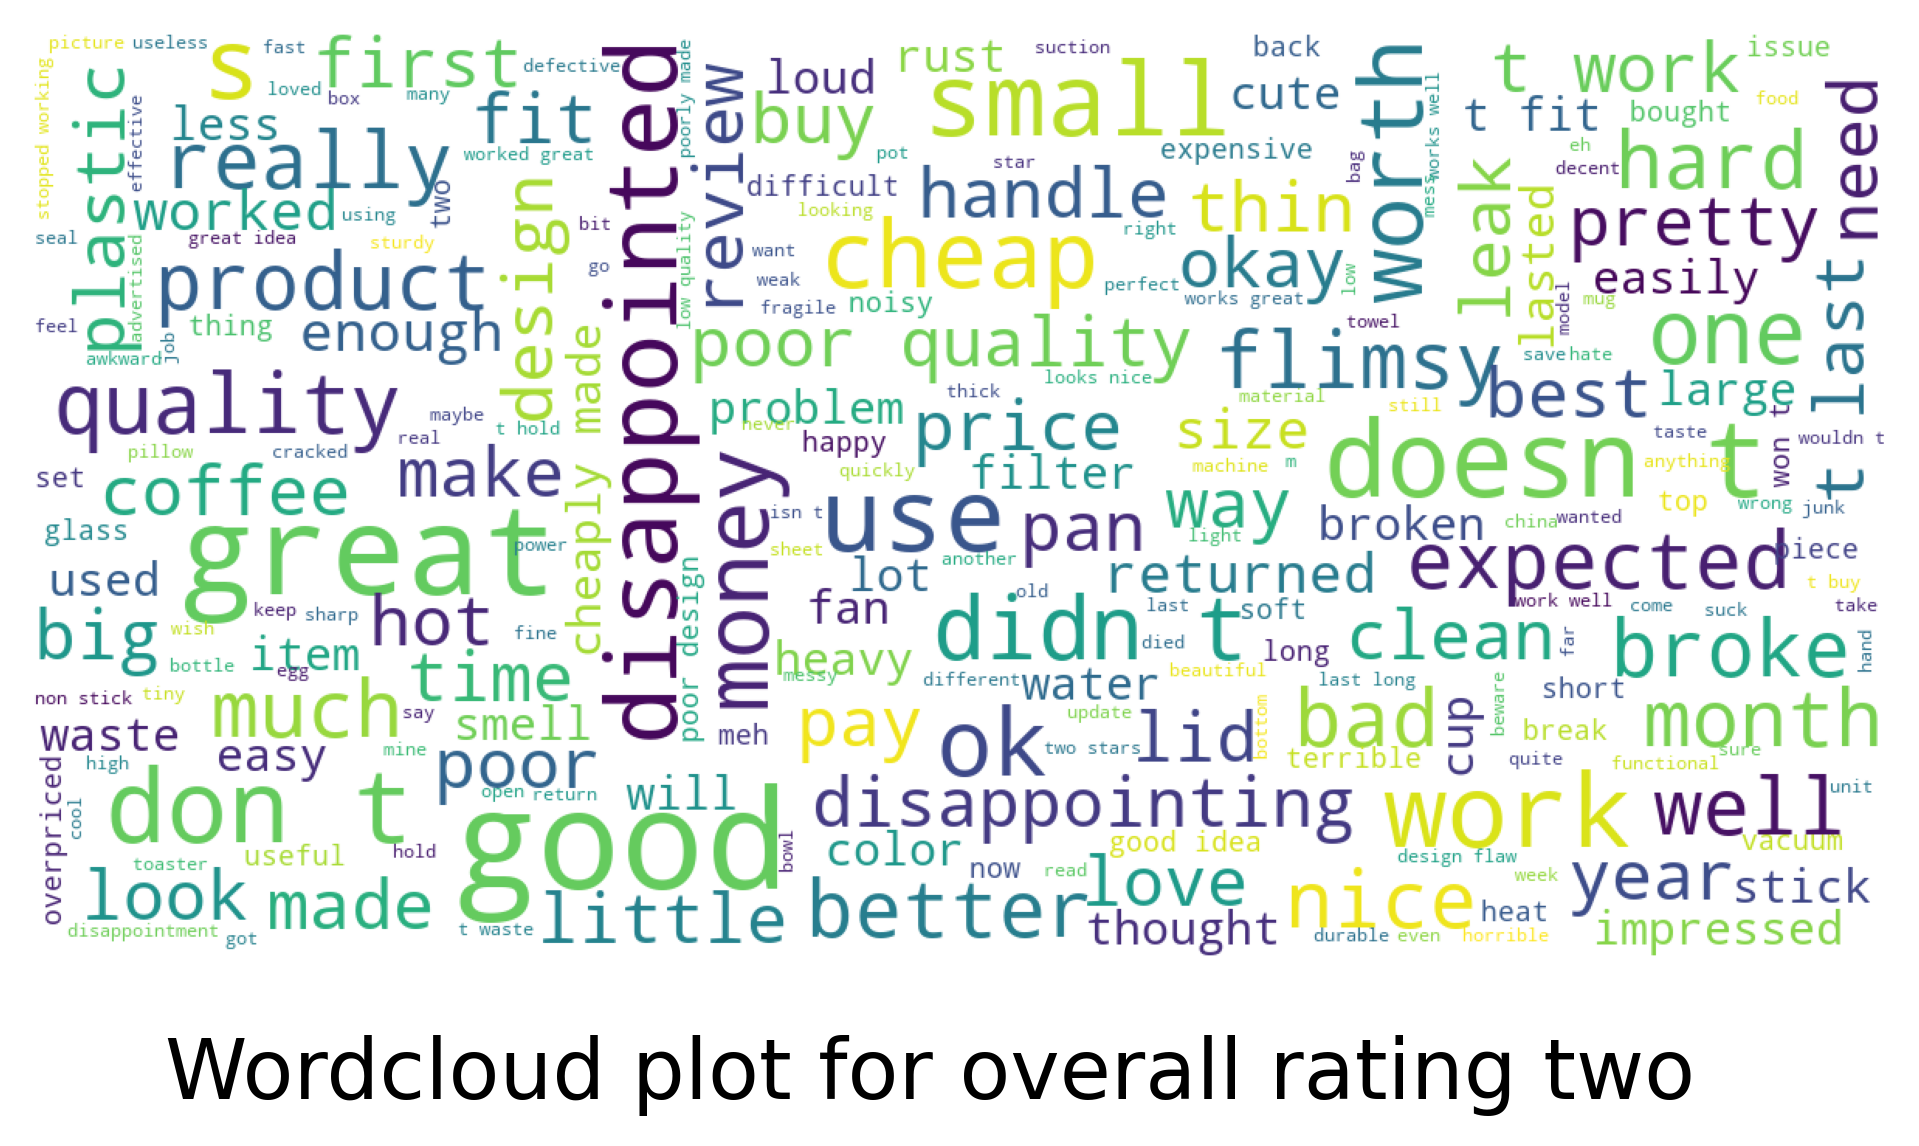 picture
useless
s
fast
first
defective
disappointed
poorly made
loud
rust
suction
back
worth
t work
issue
stopped working
plastic
effective
less
loved
box
many
fit
review
buy
small
cute
works well
t fit
bought
food
need
really
worked great
pot
star
expensive
bag
mess
leak
eh
decent
hard
worked
using
two
design
bit
difficult
looking
handle
thin
right
lasted
pretty
seal
great idea
sturdy
advertised
product
go
low quality
want
weak
fragile
noisy
cheap
perfect
okay
works great
low
model
easily
mug
t last
feel
job
thing
enough
awkward
cheaply made
poor quality
towel
flimsy
save
hate
one
quality
maybe
real
t hold
looks nice
thick
material
still
best
large
pillow
cracked
problem
never
happy
price
size
doesn t
taste
anything
won t
wouldn t
set
coffee
make
money
quickly
filter
machine
m
top
wrong
junk
glass
great
power
isn t
use
pan
way
light
broken
china
wanted
piece
used
sheet
another
lot
returned
expected
t buy
keep
sharp
hot
fine
poor design
fan
old
didn t
last
soft
work well
come
suck
take
big
wish
bottle
item
egg
time
heavy
messy
died
long
clean
far
broke
hand
non stick
tiny
much
say
smell
different
water
beautiful
last long
beware
short
waste
easy
mine
poor
meh
pay
ok
update
two stars
lid
bottom
bad
terrible
cup
quite
break
functional
month
sure
high
overpriced
cool
don t
open
return
will
good
bowl
disappointing
work
well
unit
toaster
useful
hold
color
now
read
good idea
design flaw
week
vacuum
look
made
little
better
love
thought
nice
heat
year
stick
disappointment
got
t waste
durable
even
horrible
impressed
Wordcloud plot for overall rating two